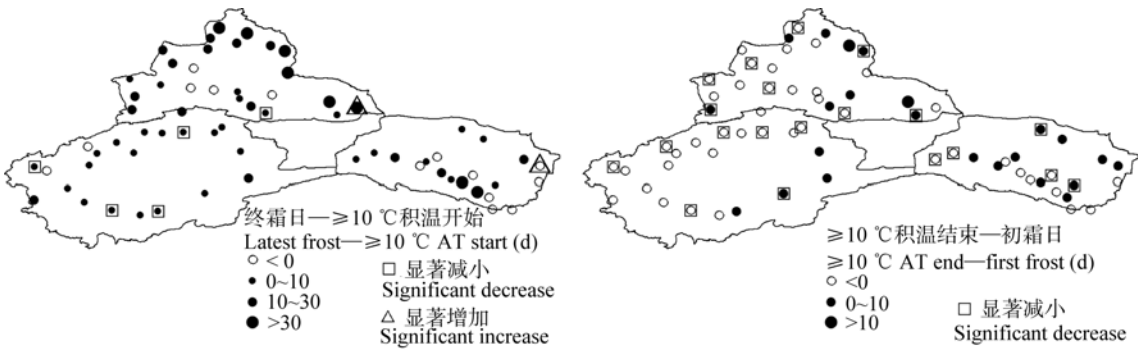 终霜日—≥10 ℃积温开始
Latest frost—≥10 ℃ AT start (d)
<0
0~10
10~30
>30
显著减小
Significant decrease
显著增加
Significant increase
≥10 ℃积温结束—初霜日
≥10 ℃ AT end—first frost (d)
<0
0~10
>10
显著减小
Significant decrease